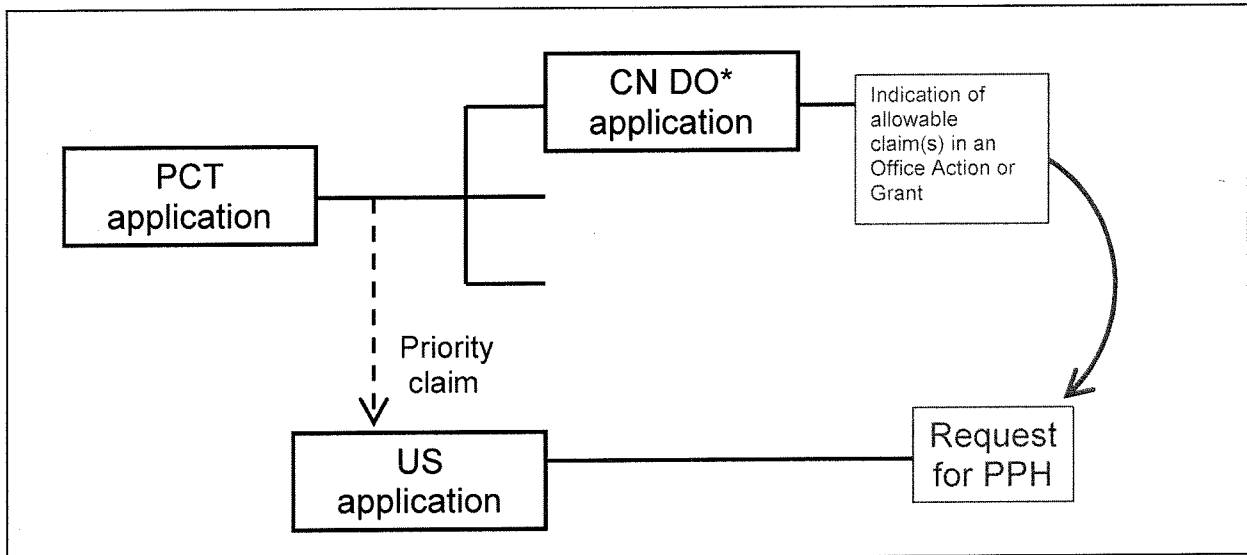 CN DO*
application
Indication of
allowable
claim(s) in an
Office Action or
Grant
PCT
application
Priority
claim
US
application
Request
for PPH